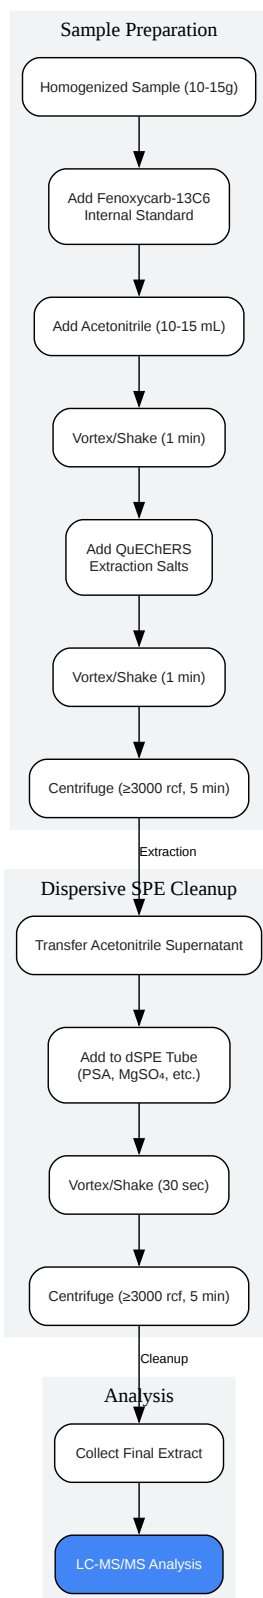 Sample Preparation
Homogenized Sample (10-15g)
Add Fenoxycarb-13C6
Internal Standard
Add Acetonitrile (10-15 mL)
Vortex/Shake (1 min)
Add QuEChERS
Extraction Salts
Vortex/Shake (1 min)
Centrifuge (≥3000 rcf, 5 min)
Extraction
Dispersive SPE Cleanup
Transfer Acetonitrile Supernatant
Add to dSPE Tube
(PSA, MgSO₄, etc.)
Vortex/Shake (30 sec)
Centrifuge (≥3000 rcf, 5 min)
Cleanup
Analysis
Collect Final Extract
LC-MS/MS Analysis